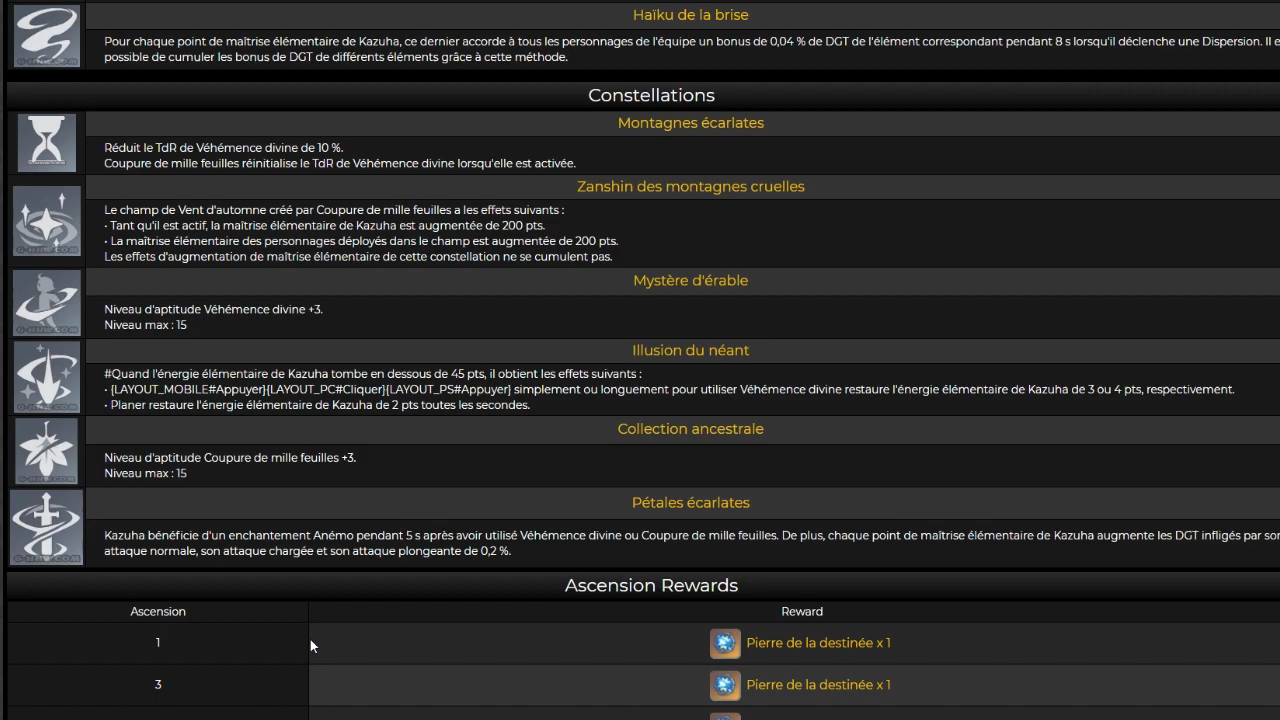 Haïku de la brise
Pour chaque point de maîtrise élémentaire de Kazuha, ce dernier accorde à tous les personnages de l'équipe un bonus de 0,04 % de DGT de l'élément correspondant pendant 8 s lorsqu'il déclenche une Dispersion. Il
possible de cumuler les bonus de DGT de différents éléments grâce à cette méthode.
Constellations
Montagnes écarlates
Réduit le TdR de Véhémence divine de 10 %.
Coupure de mille feuilles réinitialise le TdR de Véhémence divine lorsqu'elle est activée.
Zanshin des montagnes cruelles
Le champ de Vent d'automne créé par Coupure de mille feuilles a les effets suivants :
• Tant qu'il est actif, la maîtrise élémentaire de Kazuha est augmentée de 200 pts.
• La maîtrise élémentaire des personnages déployés dans le champ est augmentée de 200 pts.
Les effets d'augmentation de maîtrise élémentaire de cette constellation ne se cumulent pas.
Mystère d'érable
Niveau d'aptitude Véhémence divine +3.
Niveau max : 15
Illusion du néant
#Quand l'énergie élémentaire de Kazuha tombe en dessous de 45 pts, il obtient les effets suivants :
• {LAYOUT_MOBILE#Appuyer}{LAYOUT_PC#Cliquer}{LAYOUT_PS#Appuyer} simplement ou longuement pour utiliser Véhémence divine restaure l'énergie élémentaire de Kazuha de 3 ou 4 pts, respectivement.
• Planer restaure l'énergie élémentaire de Kazuha de 2 pts toutes les secondes.
Collection ancestrale
Niveau d'aptitude Coupure de mille feuilles +3.
Niveau max : 15
Pétales écarlates
Kazuha bénéficie d'un enchantement Anémo pendant 5 s après avoir utilisé Véhémence divine ou Coupure de mille feuilles. De plus, chaque point de maîtrise élémentaire de Kazuha augmente les DGT infligés par
attaque normale, son attaque chargée et son attaque plongeante de 0,2 %.
Ascension Rewards
Ascension Reward
1 Pierre de la destinée x 1
3 Pierre de la destinée x 1